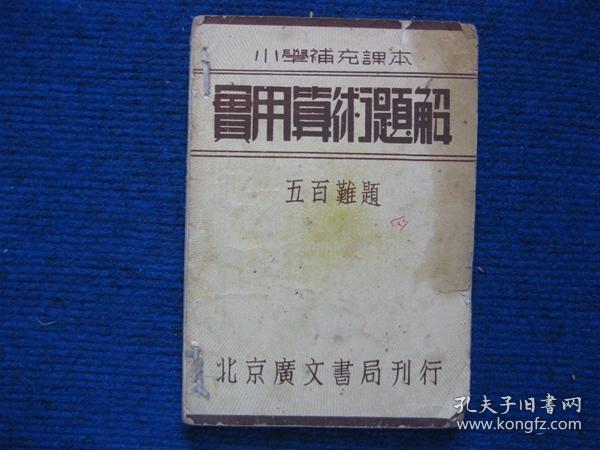 小學補充課本
實用算術題解
五百難題
北京廣文書局刊行
孔夫子旧书网
www.kongfz.com